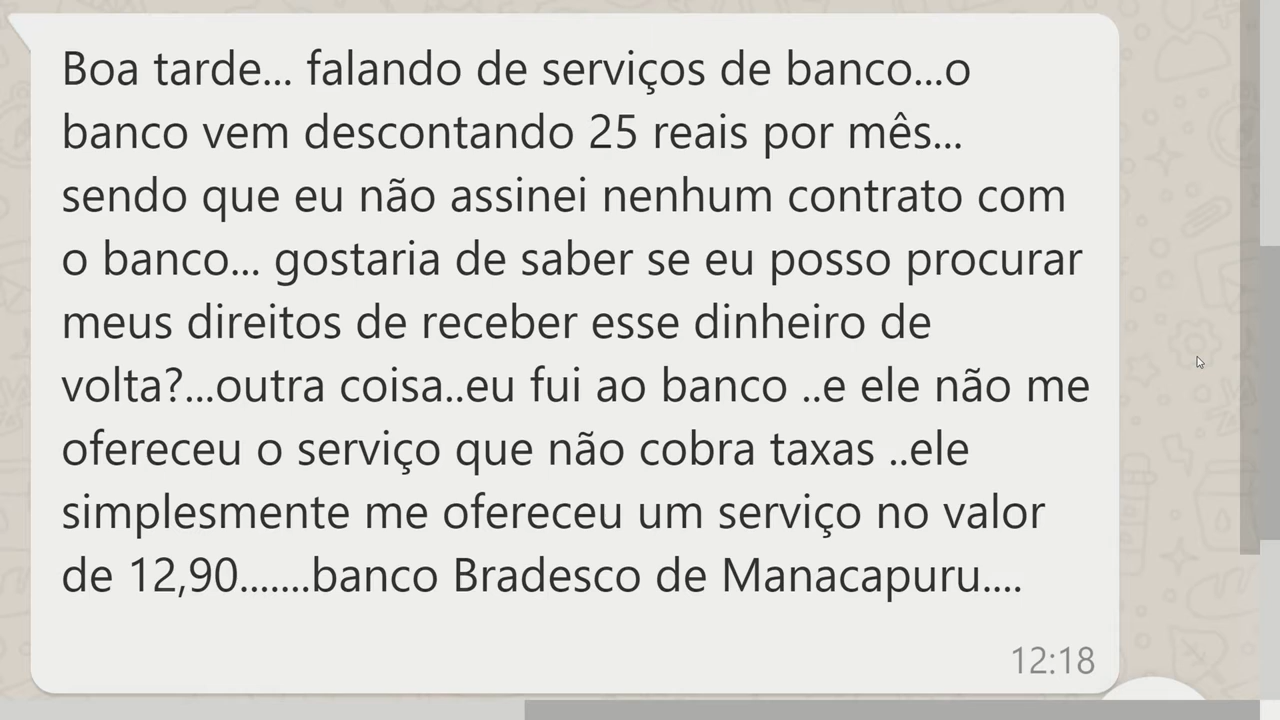 Boa tarde... falando de serviços de banco...o
banco vem descontando 25 reais por mês...
sendo que eu não assinei nenhum contrato com
o banco... gostaria de saber se eu posso procurar
meus direitos de receber esse dinheiro de
volta?...outra coisa..eu fui ao banco ..e ele não me
ofereceu o serviço que não cobra taxas ..ele
simplesmente me ofereceu um serviço no valor
de 12,90.......banco Bradesco de Manacapuru....
12:18